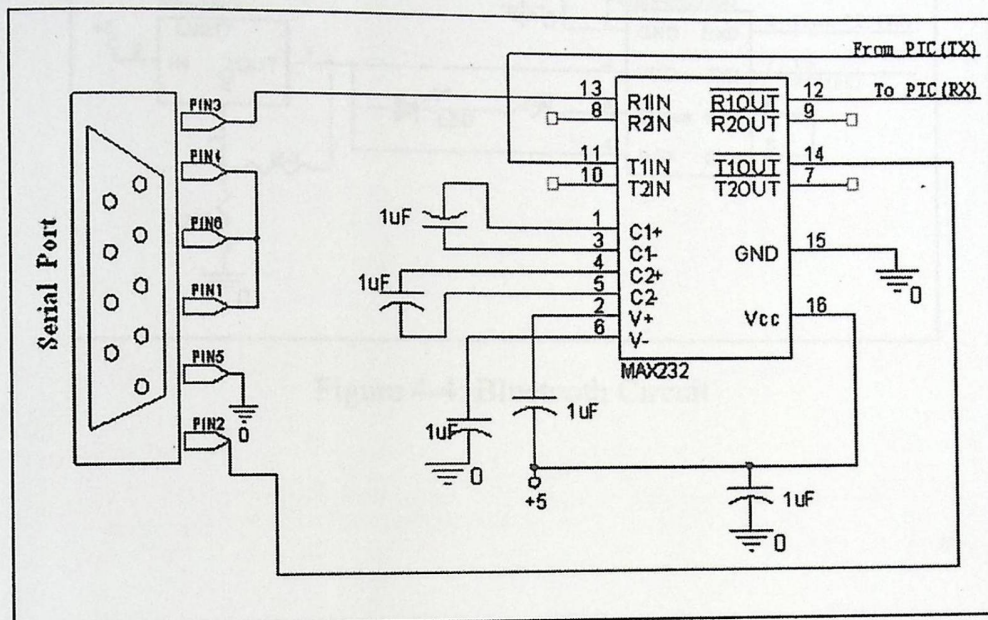 From PIC(TX)
To PIC(RX)
Serial Port
PIN3
PIN4
PIN6
PIN1
PIN5
PIN2
0
13
8
11
10
1
3
4
5
2
6
R1IN
R2IN
T1IN
T2IN
C1+
C1-
C2+
C2-
V+
V-
R1OUT
R2OUT
T1OUT
T2OUT
GND
Vcc
12
9
14
7
15
16
MAX232
0
1uF
1uF
1uF
0
1uF
+5
1uF
0
Figure 4-4: Bluetooth Circuit